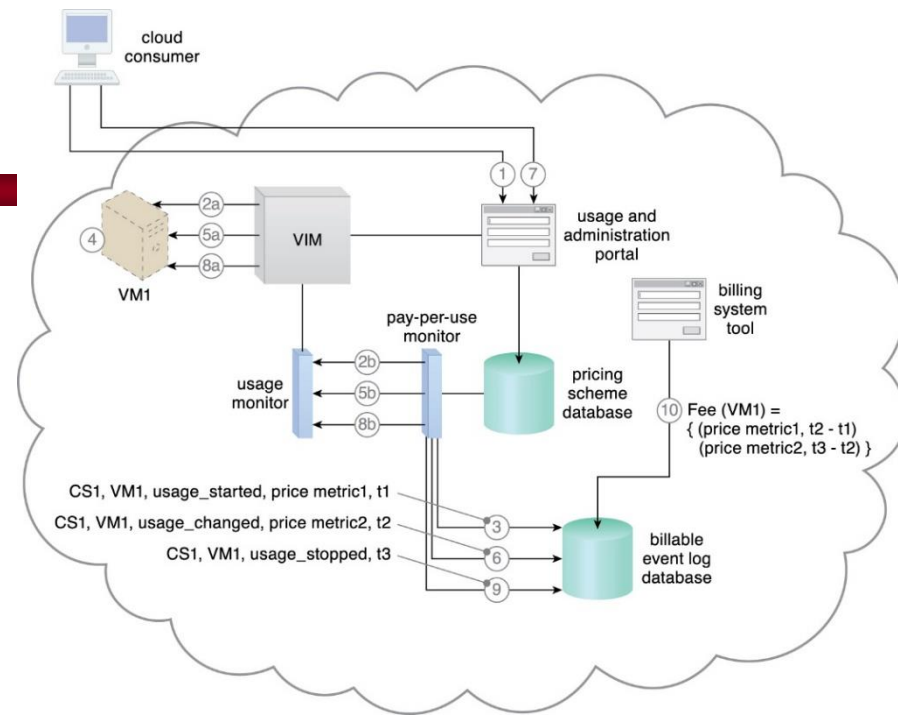 cloud
consumer
1
7
2a
4
5a
VIM
8a
VM1
usage and
administration
portal
billing
system
tool
pay-per-use
monitor
2b
usage
monitor
5b
8b
pricing
scheme
database
10 Fee (VM1) =
{ (price metric1, t2 - t1)
(price metric2, t3 - t2) }
CS1, VM1, usage_started, price metric1, t1
3
CS1, VM1, usage_changed, price metric2, t2
6
CS1, VM1, usage_stopped, t3
9
billable
event log
database